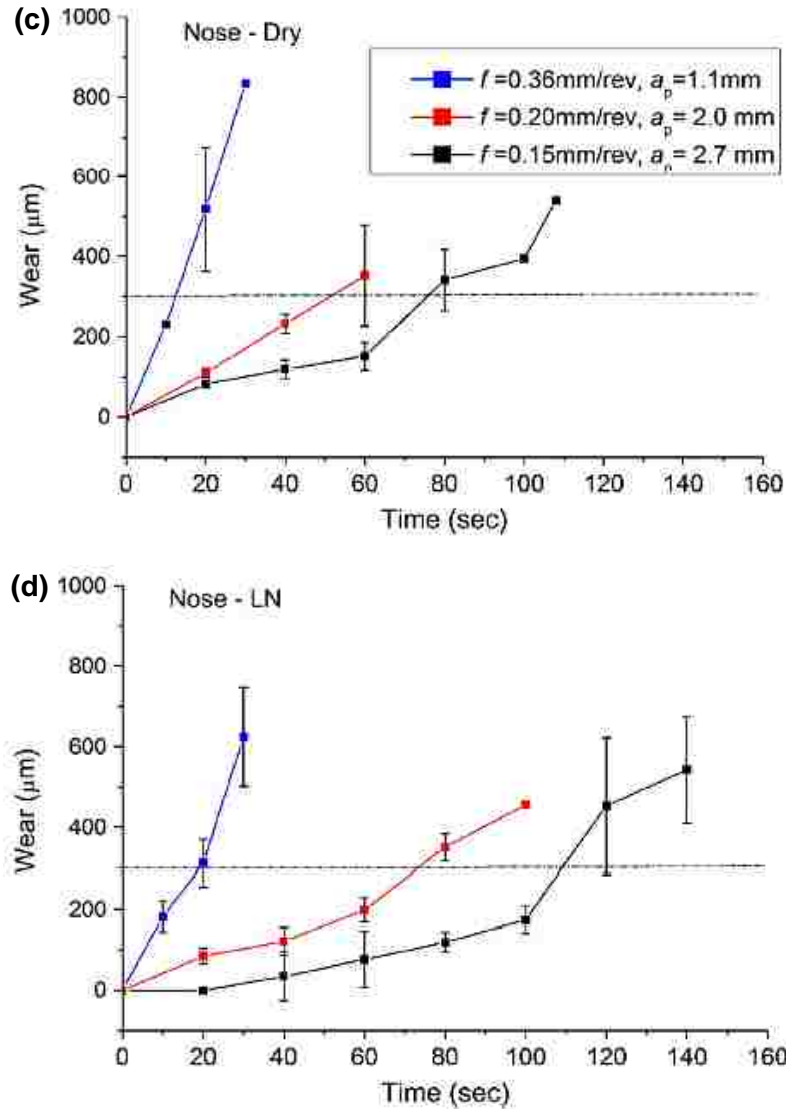 (c)
Nose - Dry
f=0.36mm/rev, ap=1.1mm
f=0.20mm/rev, ap=2.0 mm
f=0.15mm/rev, ap= 2.7 mm
1000
800
600
400
200
0
Wear (μm)
0 20 40 60 80 100 120 140 160
Time (sec)
(d)
Nose - LN
1000
800
600
400
200
0
Wear (μm)
0 20 40 60 80 100 120 140 160
Time (sec)